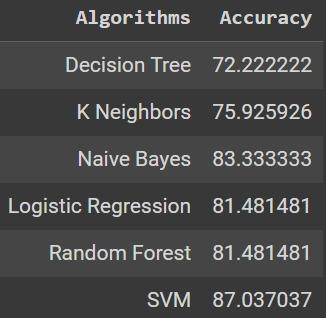 Algorithms Accuracy
Decision Tree 72.222222
K Neighbors 75.925926
Naive Bayes 83.333333
Logistic Regression 81.481481
Random Forest 81.481481
SVM 87.037037